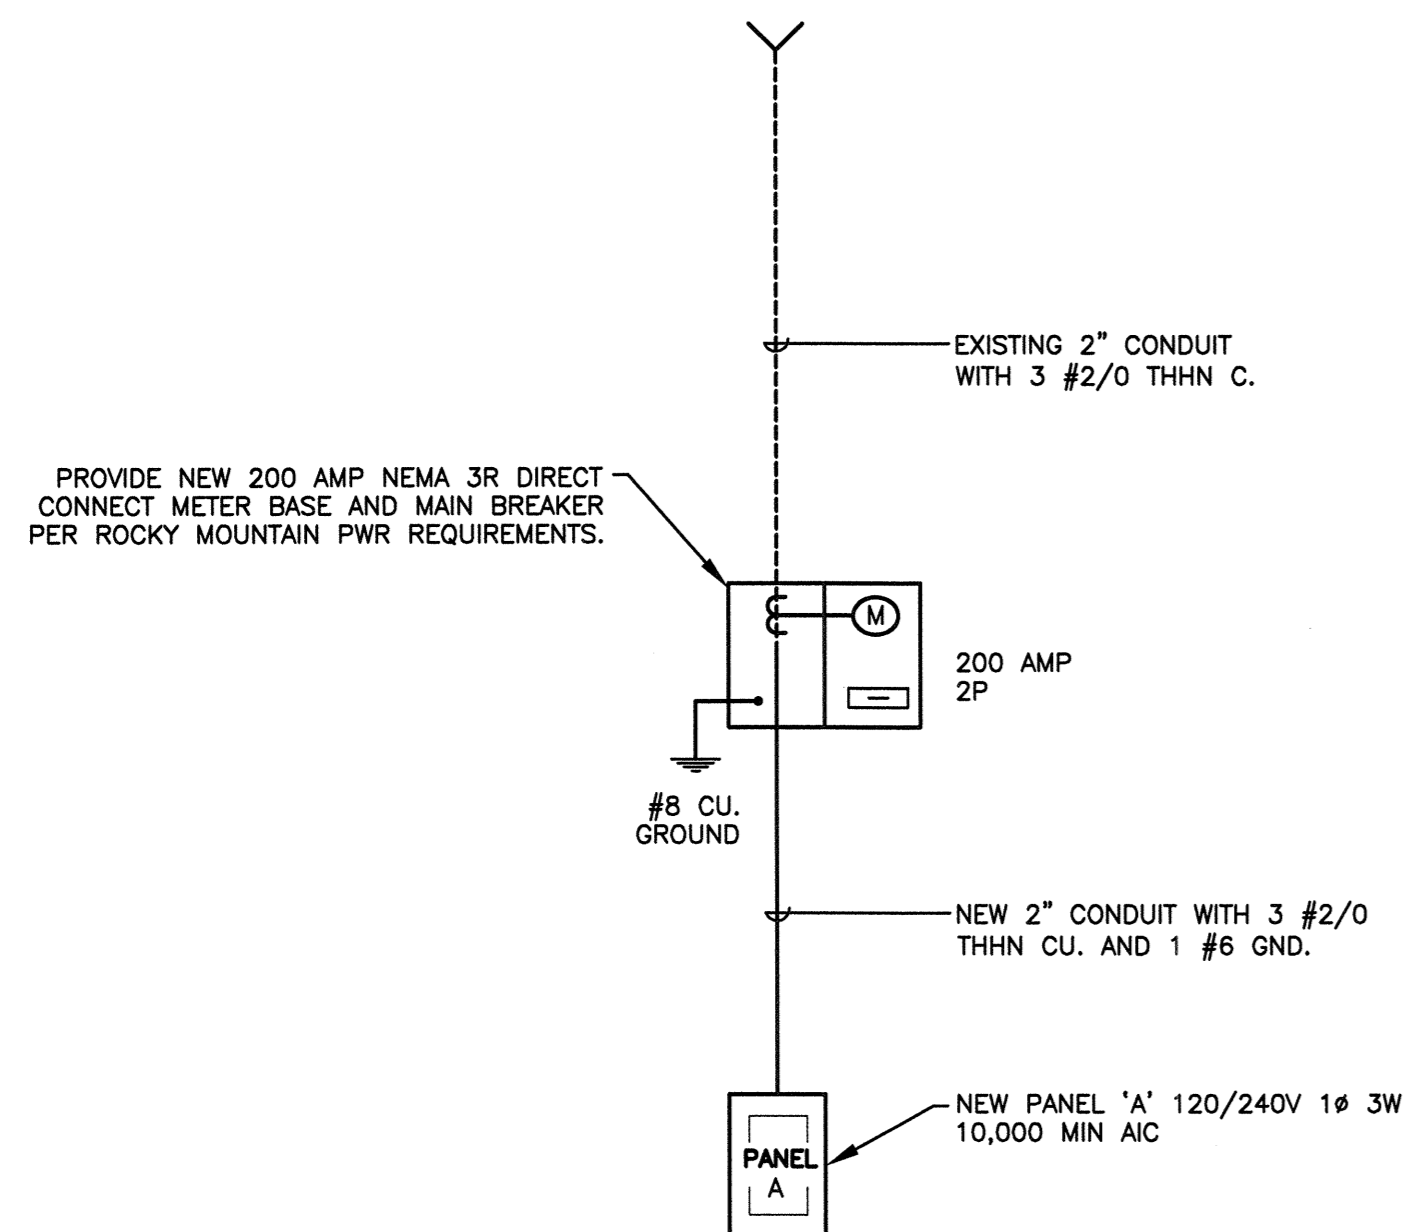 EXISTING 2" CONDUIT
WITH 3 #2/0 THHN C.
PROVIDE NEW 200 AMP NEMA 3R DIRECT
CONNECT METER BASE AND MAIN BREAKER
PER ROCKY MOUNTAIN PWR REQUIREMENTS.
M
200 AMP
2P
#8 CU.
GROUND
NEW 2" CONDUIT WITH 3 #2/0
THHN CU. AND 1 #6 GND.
NEW PANEL 'A' 120/240V 1ø 3W
10,000 MIN AIC
PANEL
A